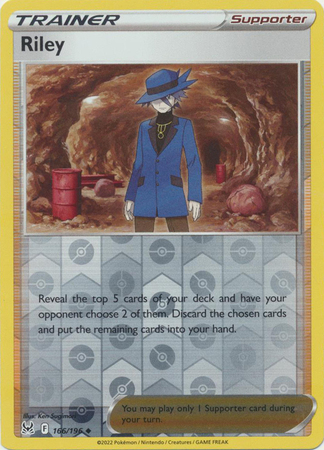 TRAINER Supporter
Riley
Reveal the top 5 cards of your deck and have your
opponent choose 2 of them. Discard the chosen cards
and put the remaining cards into your hand.
Illus. Ken Sugimori
F 166/196 ◆
You may play only 1 Supporter card during
your turn.
©2022 Pokémon / Nintendo / Creatures / GAME FREAK